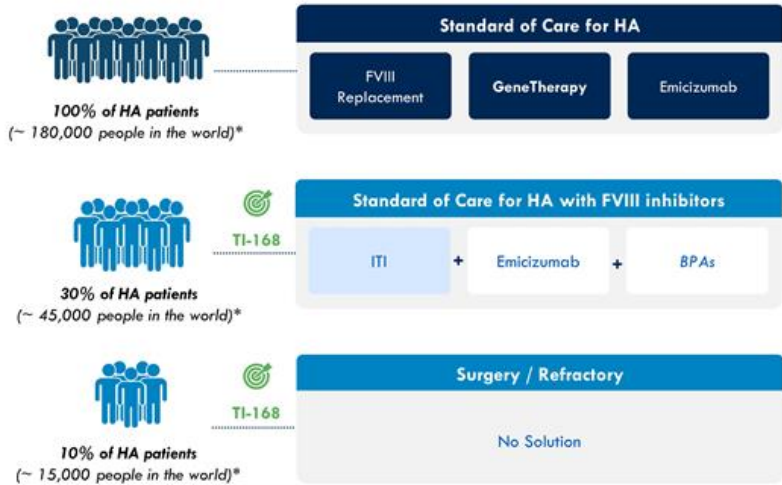 Standard of Care for HA
FVIII
Replacement
GeneTherapy
Emicizumab
100% of HA patients
(~ 180,000 people in the world)*
Standard of Care for HA with FVIII inhibitors
TI-168
ITI
+
Emicizumab
+
BPAs
30% of HA patients
(~ 45,000 people in the world)*
Surgery / Refractory
TI-168
No Solution
10% of HA patients
(~ 15,000 people in the world)*